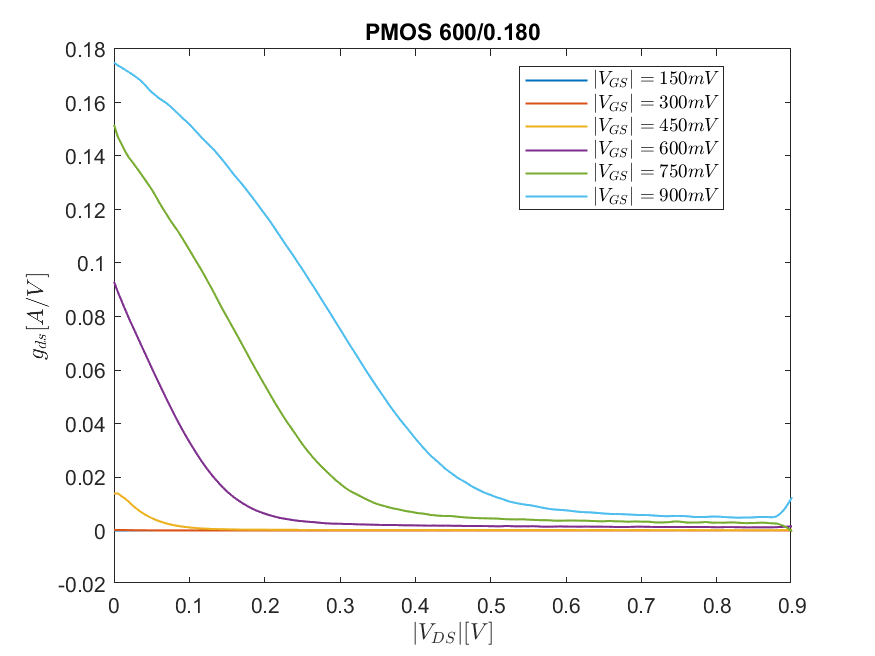 PMOS 600/0.180
0.18
0.16
0.14
0.12
0.1
0.08
0.06
0.04
0.02
0
-0.02
g_{ds}[A/V]
|V_{GS}| = 150mV
|V_{GS}| = 300mV
|V_{GS}| = 450mV
|V_{GS}| = 600mV
|V_{GS}| = 750mV
|V_{GS}| = 900mV
0 0.1 0.2 0.3 0.4 0.5 0.6 0.7 0.8 0.9
|V_{DS}|[V]